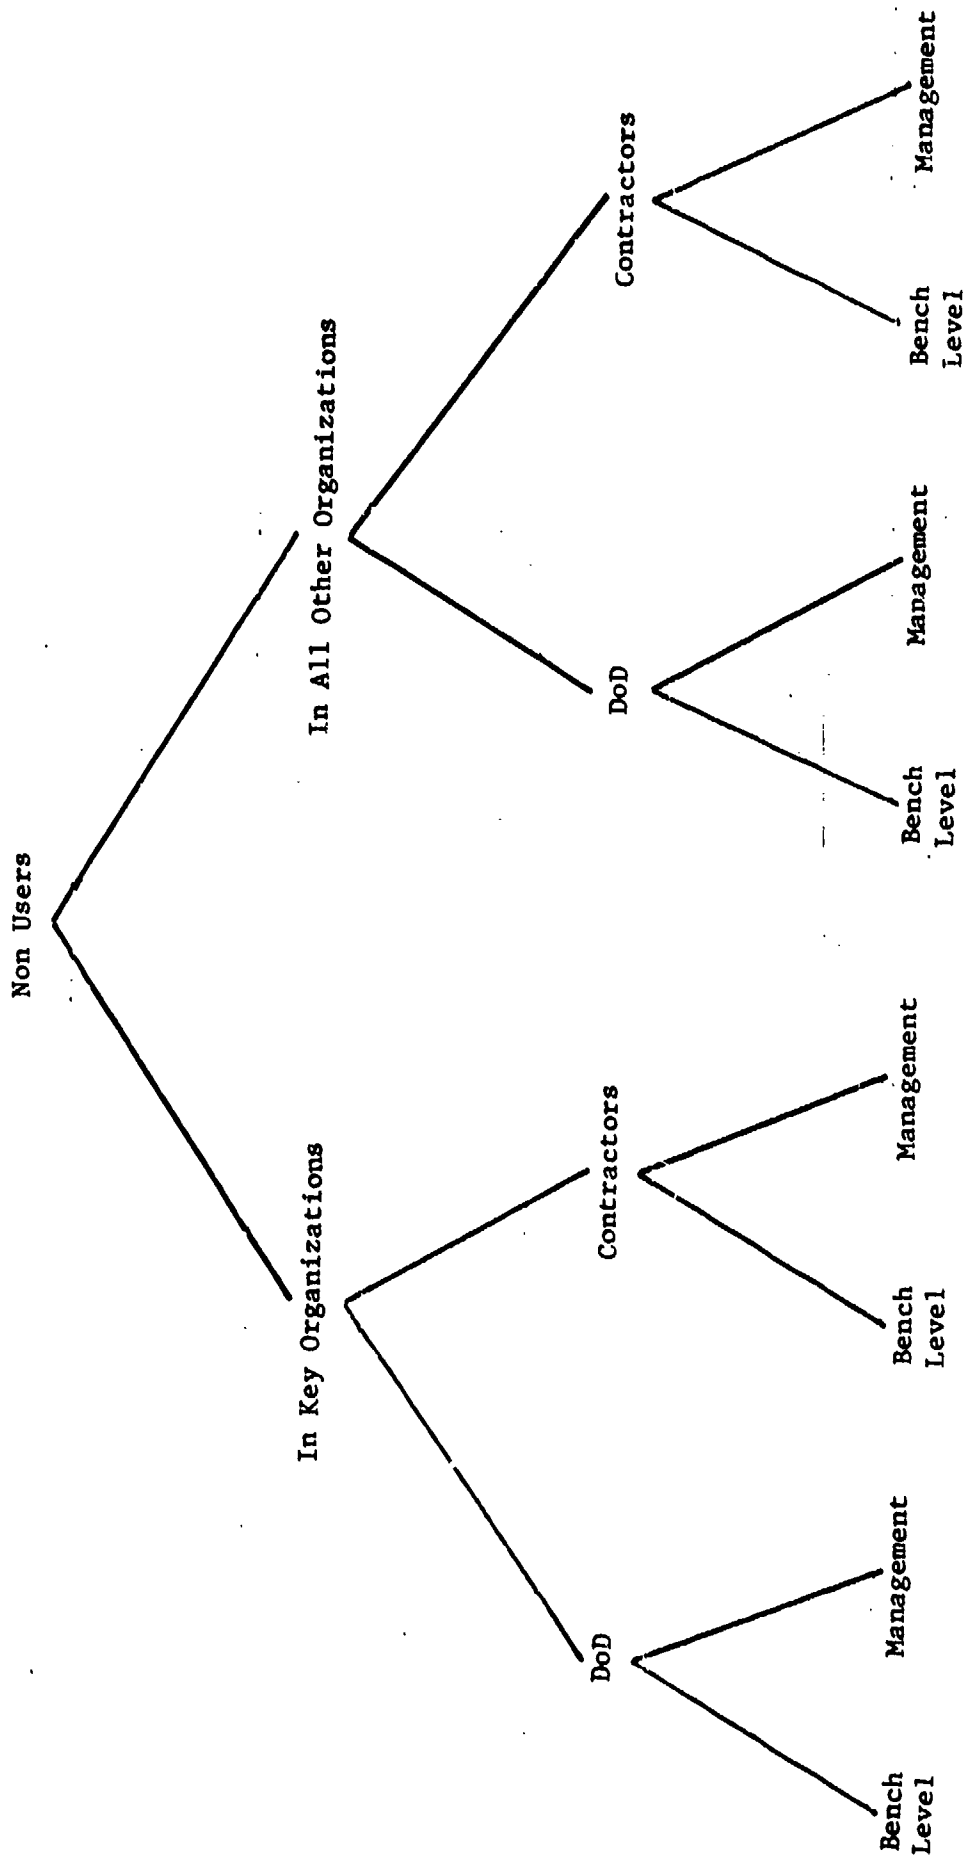 Non Users
In Key Organizations
In All Other Organizations
DoD
Contractors
DoD
Contractors
Bench
Level
Management
Bench
Level
Management
Bench
Level
Management
Bench
Level
Management